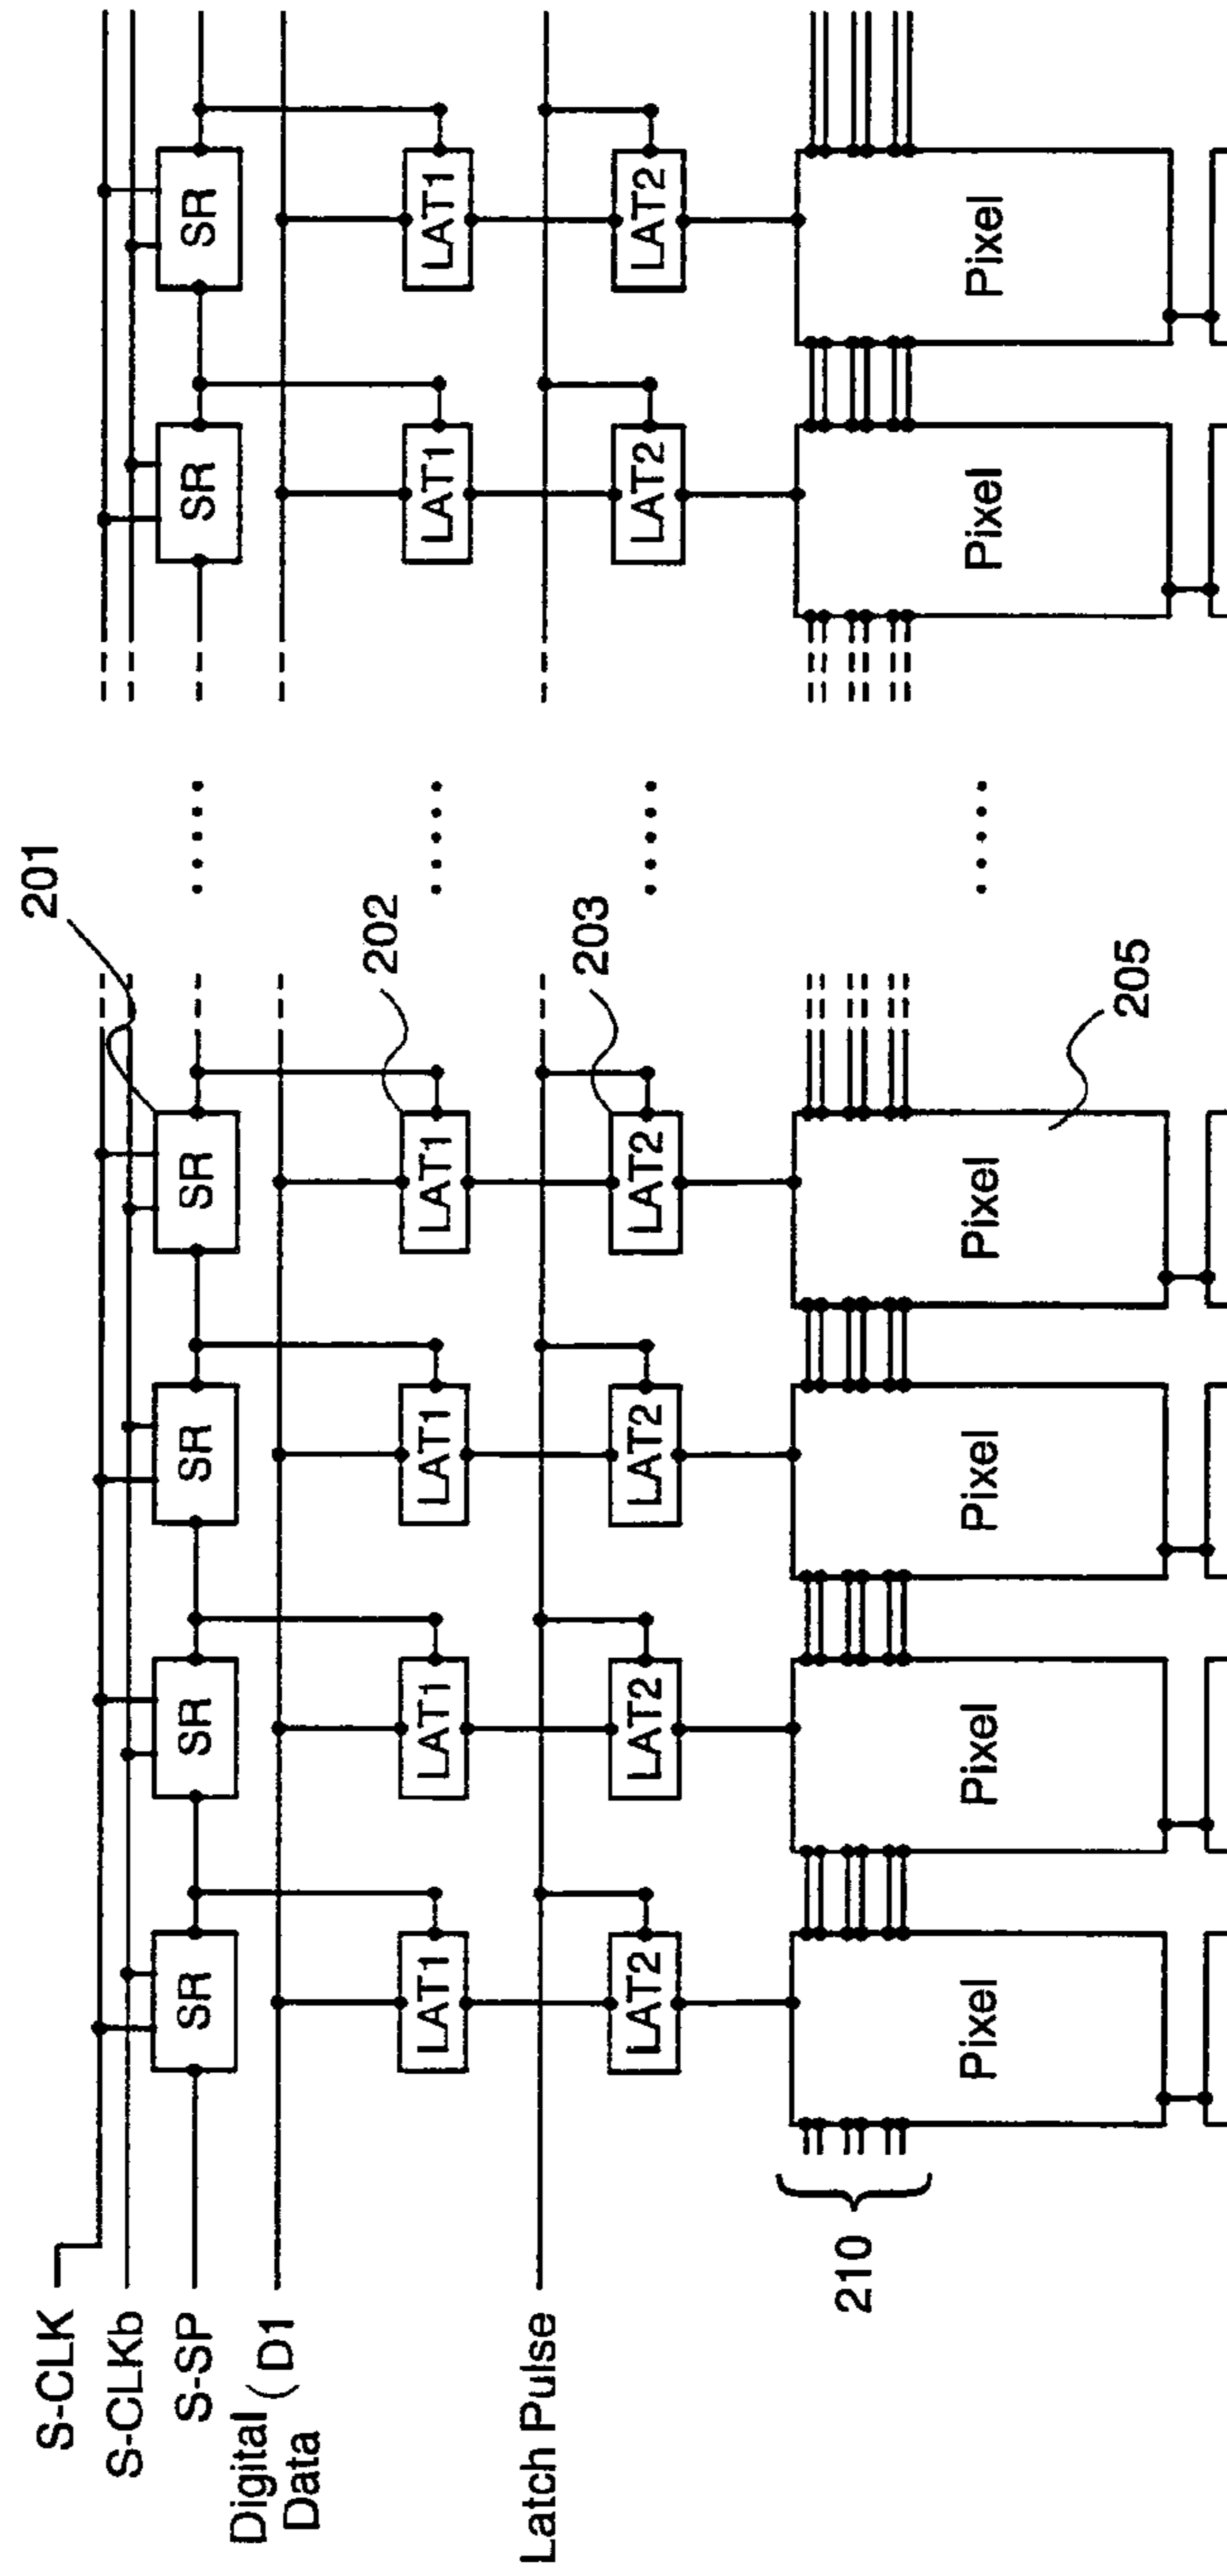 S-CLK
S-CLKb
S-SP
Digital ( D1
Data
Latch Pulse
210
201
202
203
205
SR SR SR SR ..... SR SR
LAT1 LAT1 LAT1 LAT1 ..... LAT1 LAT1
LAT2 LAT2 LAT2 LAT2 ..... LAT2 LAT2
Pixel Pixel Pixel Pixel ..... Pixel Pixel